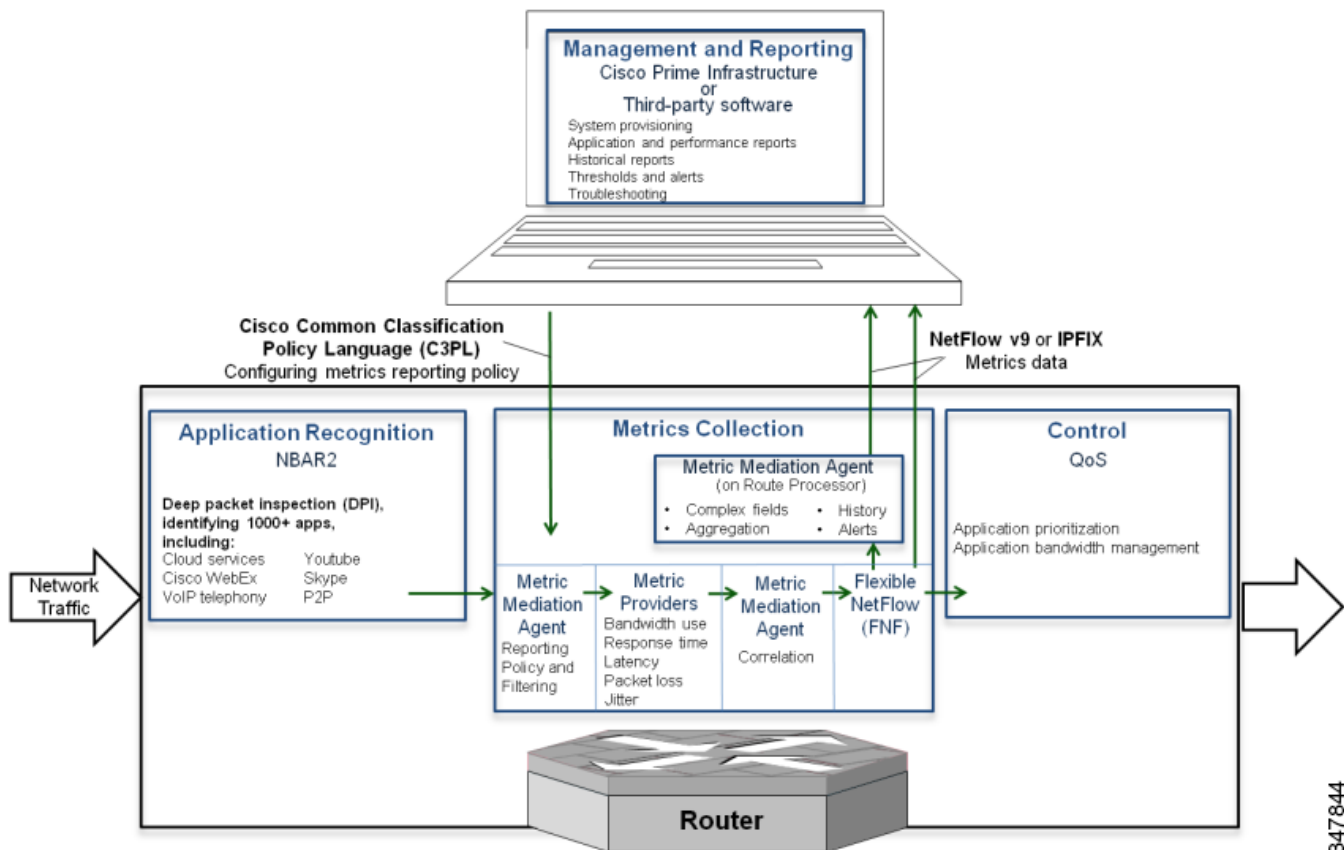 Management and Reporting
Cisco Prime Infrastructure
or
Third-party software
System provisioning
Application and performance reports
Historical reports
Thresholds and alerts
Troubleshooting
Cisco Common Classification
Policy Language (C3PL)
Configuring metrics reporting policy
NetFlow v9 or IPFIX
Metrics data
Network
Traffic
Application Recognition
NBAR2
Deep packet inspection (DPI),
identifying 1000+ apps,
including:
Cloud services
Cisco WebEx
VoIP telephony
Youtube
Skype
P2P
Metrics Collection
Metric Mediation Agent
(on Route Processor)
• Complex fields
• Aggregation
• History
• Alerts
Metric
Mediation
Agent
Reporting
Policy and
Filtering
Metric
Providers
Bandwidth use
Response time
Latency
Packet loss
Jitter
Metric
Mediation
Agent
Correlation
Flexible
NetFlow
(FNF)
Control
QoS
Application prioritization
Application bandwidth management
Router
347844